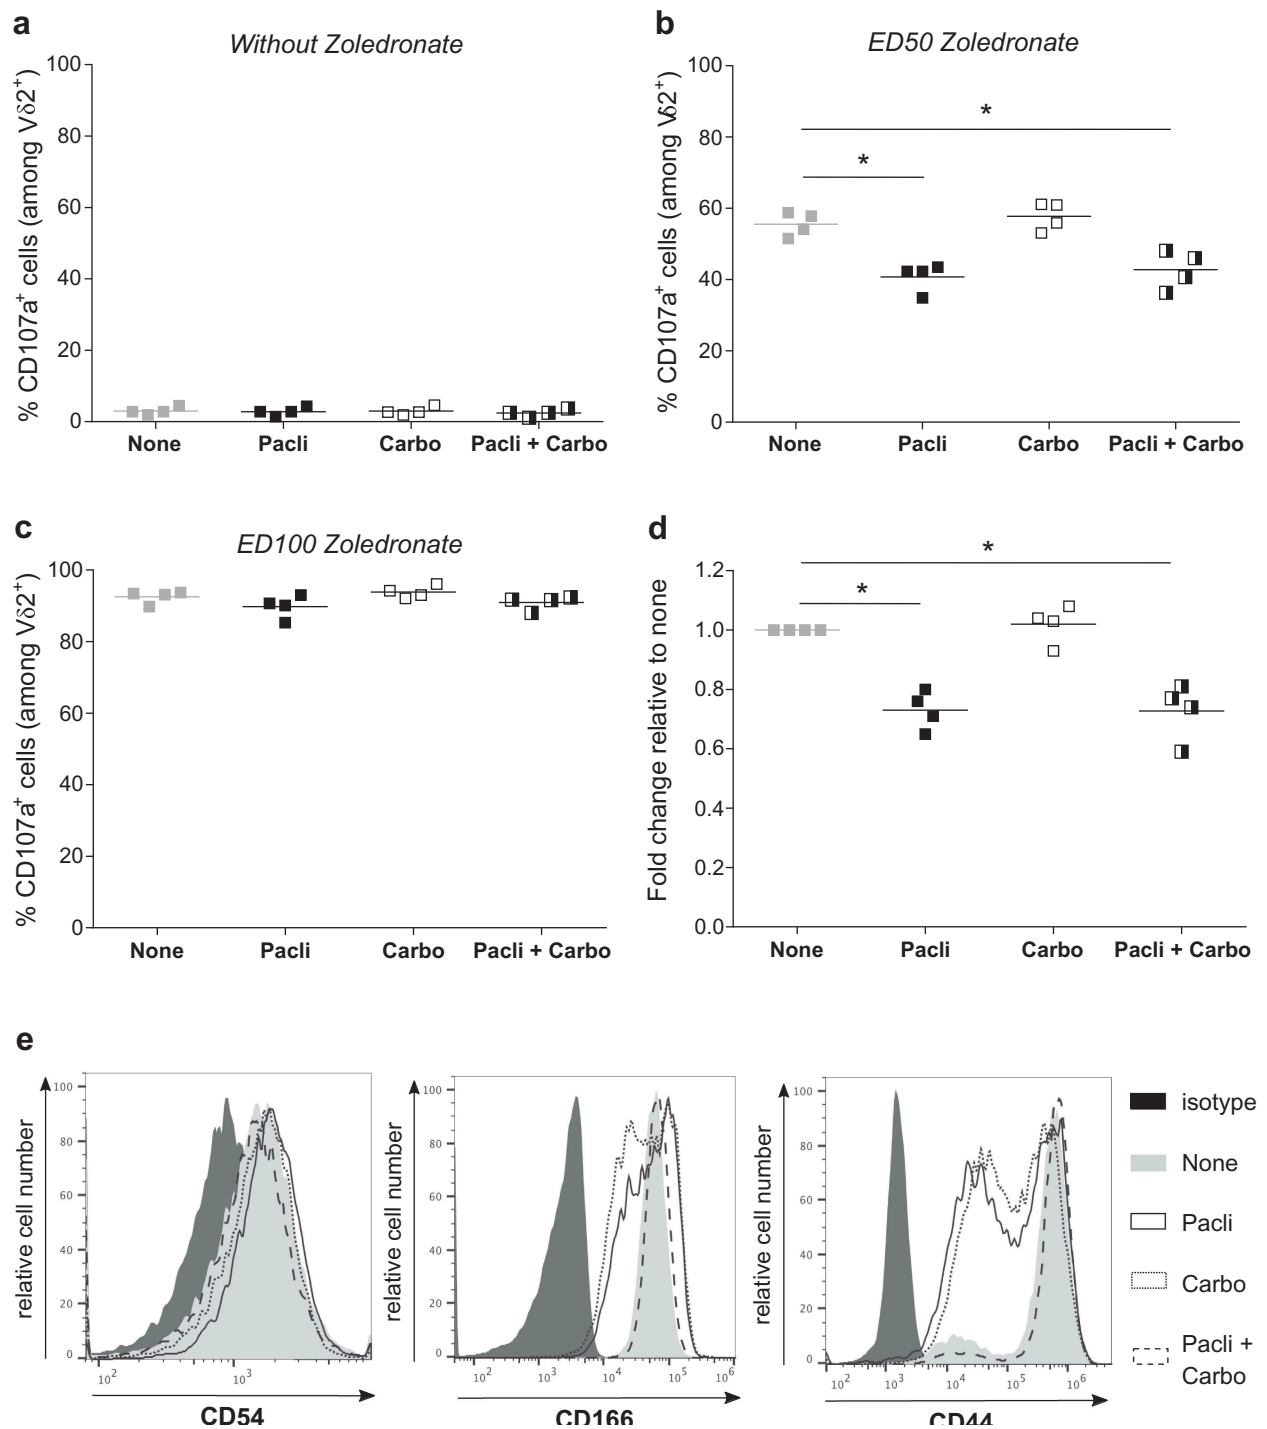 a
Without Zoledronate
% CD107a+ cells (among Vδ2+)
100
80
60
40
20
0
None Pacli Carbo Pacli + Carbo
b
ED50 Zoledronate
% CD107a+ cells (among Vδ2+)
100
80
60
40
20
0
*
*
None Pacli Carbo Pacli + Carbo
c
ED100 Zoledronate
% CD107a+ cells (among Vδ2+)
100
80
60
40
20
0
None Pacli Carbo Pacli + Carbo
d
Fold change relative to none
1.2
1.0
0.8
0.6
0.4
0.2
0.0
*
*
None Pacli Carbo Pacli + Carbo
e
relative cell number
100
80
60
40
20
0
10² 10³
CD54
relative cell number
100
80
60
40
20
0
10² 10³ 10⁴ 10⁵ 10⁶
CD166
relative cell number
100
80
60
40
20
0
10² 10³ 10⁴ 10⁵ 10⁶
CD44
isotype
None
Pacli
Carbo
Pacli +
Carbo